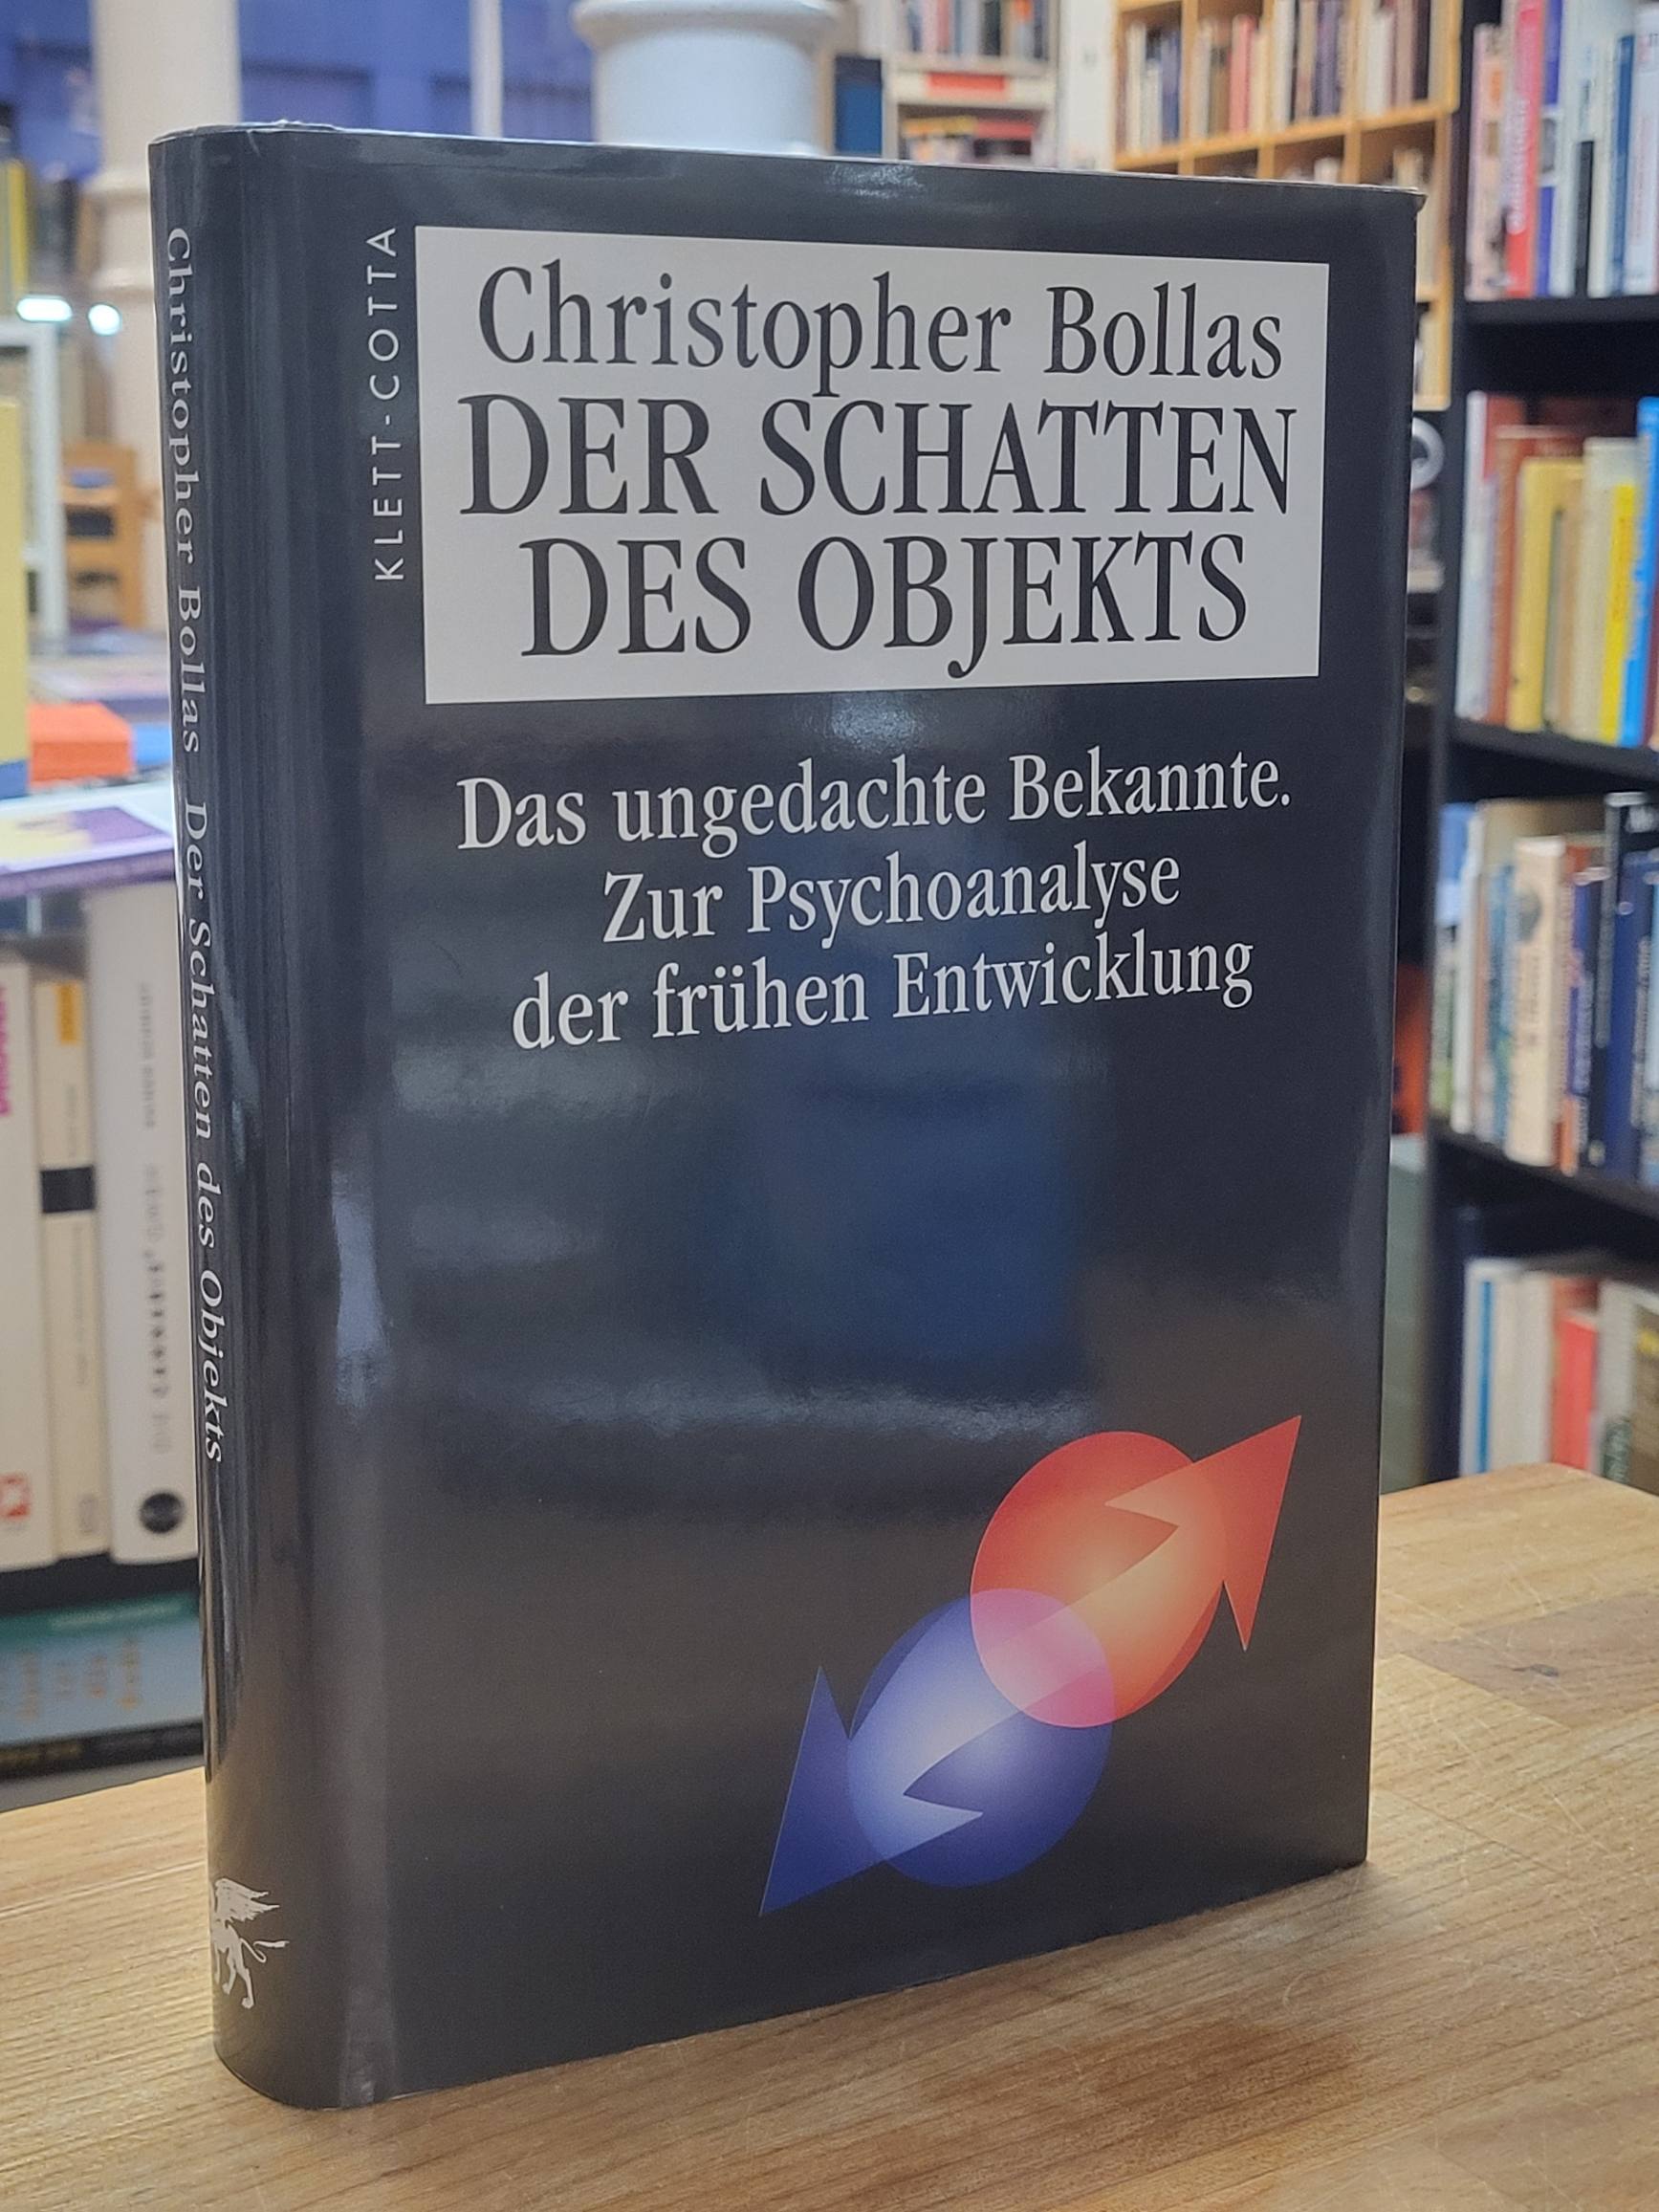 Christopher Bollas Der Schatten des Objekts
KLETT-COTTA
Christopher Bollas
DER SCHATTEN
DES OBJEKTS
Das ungedachte Bekannte.
Zur Psychoanalyse
der frühen Entwicklung